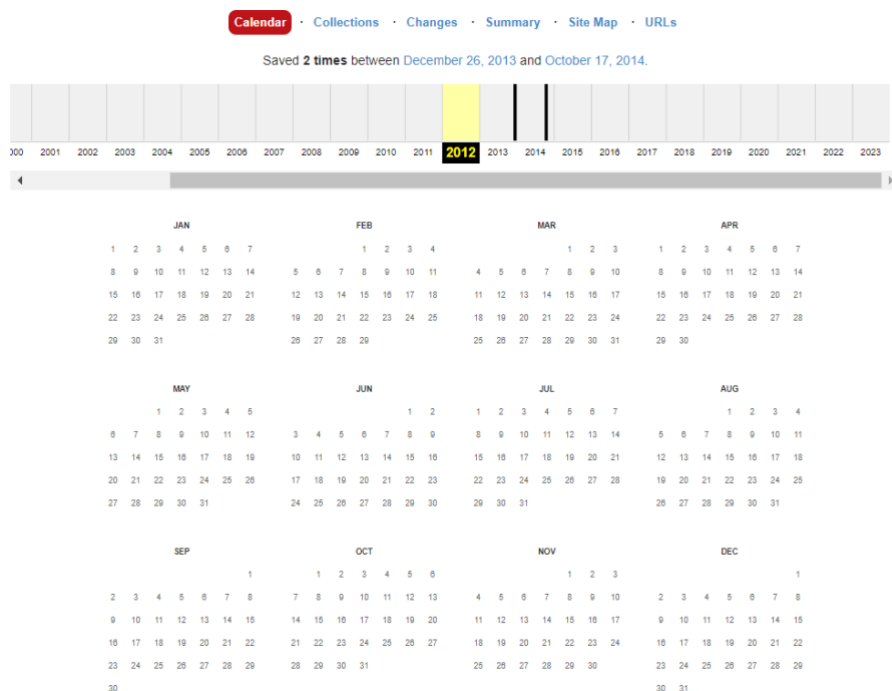 Calendar · Collections · Changes · Summary · Site Map · URLs
Saved 2 times between December 26, 2013 and October 17, 2014.
000 2001 2002 2003 2004 2005 2006 2007 2008 2009 2010 2011 2012 2013 2014 2015 2016 2017 2018 2019 2020 2021 2022 2023
JAN FEB MAR APR
1 2 3 4 5 6 7 1 2 3 4 1 2 3 1 2 3 4 5 6 7
8 9 10 11 12 13 14 5 6 7 8 9 10 11 4 5 6 7 8 9 10 8 9 10 11 12 13 14
15 16 17 18 19 20 21 12 13 14 15 16 17 18 11 12 13 14 15 16 17 15 16 17 18 19 20 21
22 23 24 25 26 27 28 19 20 21 22 23 24 25 18 19 20 21 22 23 24 22 23 24 25 26 27 28
29 30 31 26 27 28 29 25 26 27 28 29 30 31 29 30
MAY JUN JUL AUG
1 2 3 4 5 1 2 1 2 3 4 5 6 7 1 2 3 4
6 7 8 9 10 11 12 3 4 5 6 7 8 9 8 9 10 11 12 13 14 5 6 7 8 9 10 11
13 14 15 16 17 18 19 10 11 12 13 14 15 16 15 16 17 18 19 20 21 12 13 14 15 16 17 18
20 21 22 23 24 25 26 17 18 19 20 21 22 23 22 23 24 25 26 27 28 19 20 21 22 23 24 25
27 28 29 30 31 24 25 26 27 28 29 30 29 30 31 26 27 28 29 30 31
SEP OCT NOV DEC
1 1 2 3 4 5 6 1 2 3 1
2 3 4 5 6 7 8 7 8 9 10 11 12 13 4 5 6 7 8 9 10 2 3 4 5 6 7 8
9 10 11 12 13 14 15 14 15 16 17 18 19 20 11 12 13 14 15 16 17 9 10 11 12 13 14 15
16 17 18 19 20 21 22 21 22 23 24 25 26 27 18 19 20 21 22 23 24 16 17 18 19 20 21 22
23 24 25 26 27 28 29 28 29 30 31 25 26 27 28 29 30 23 24 25 26 27 28 29
30 30 31